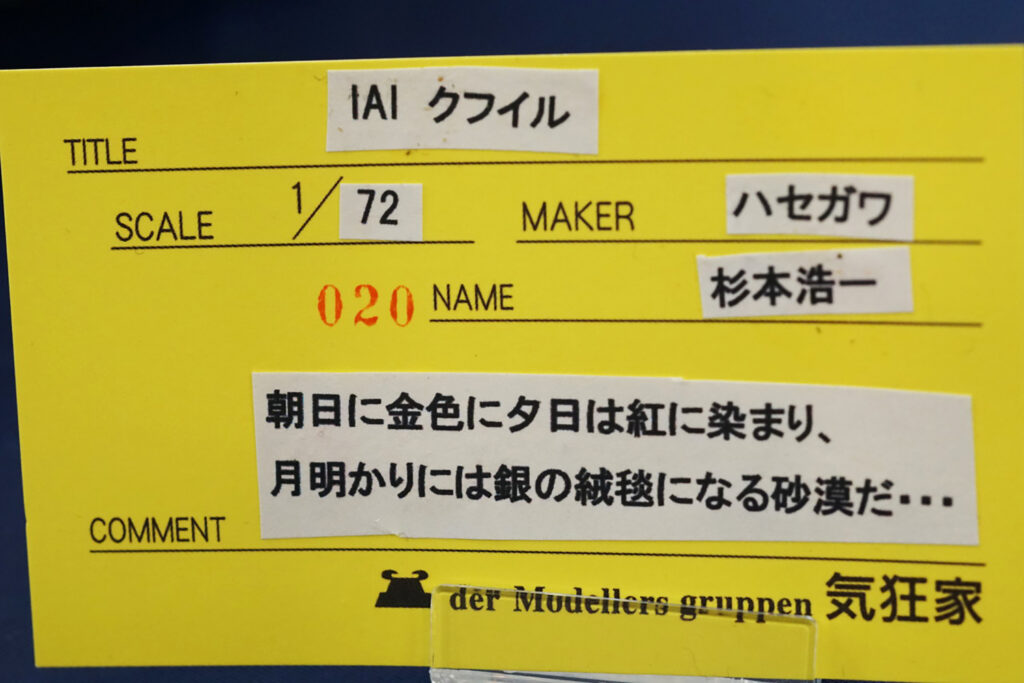 TITLE IAI クフイル
SCALE 1/72 MAKER ハセガワ
020 NAME 杉本浩一
朝日に金色に夕日は紅に染まり、
月明かりには銀の絨毯になる砂漠だ・・・
COMMENT
der Modellers gruppen 気狂家